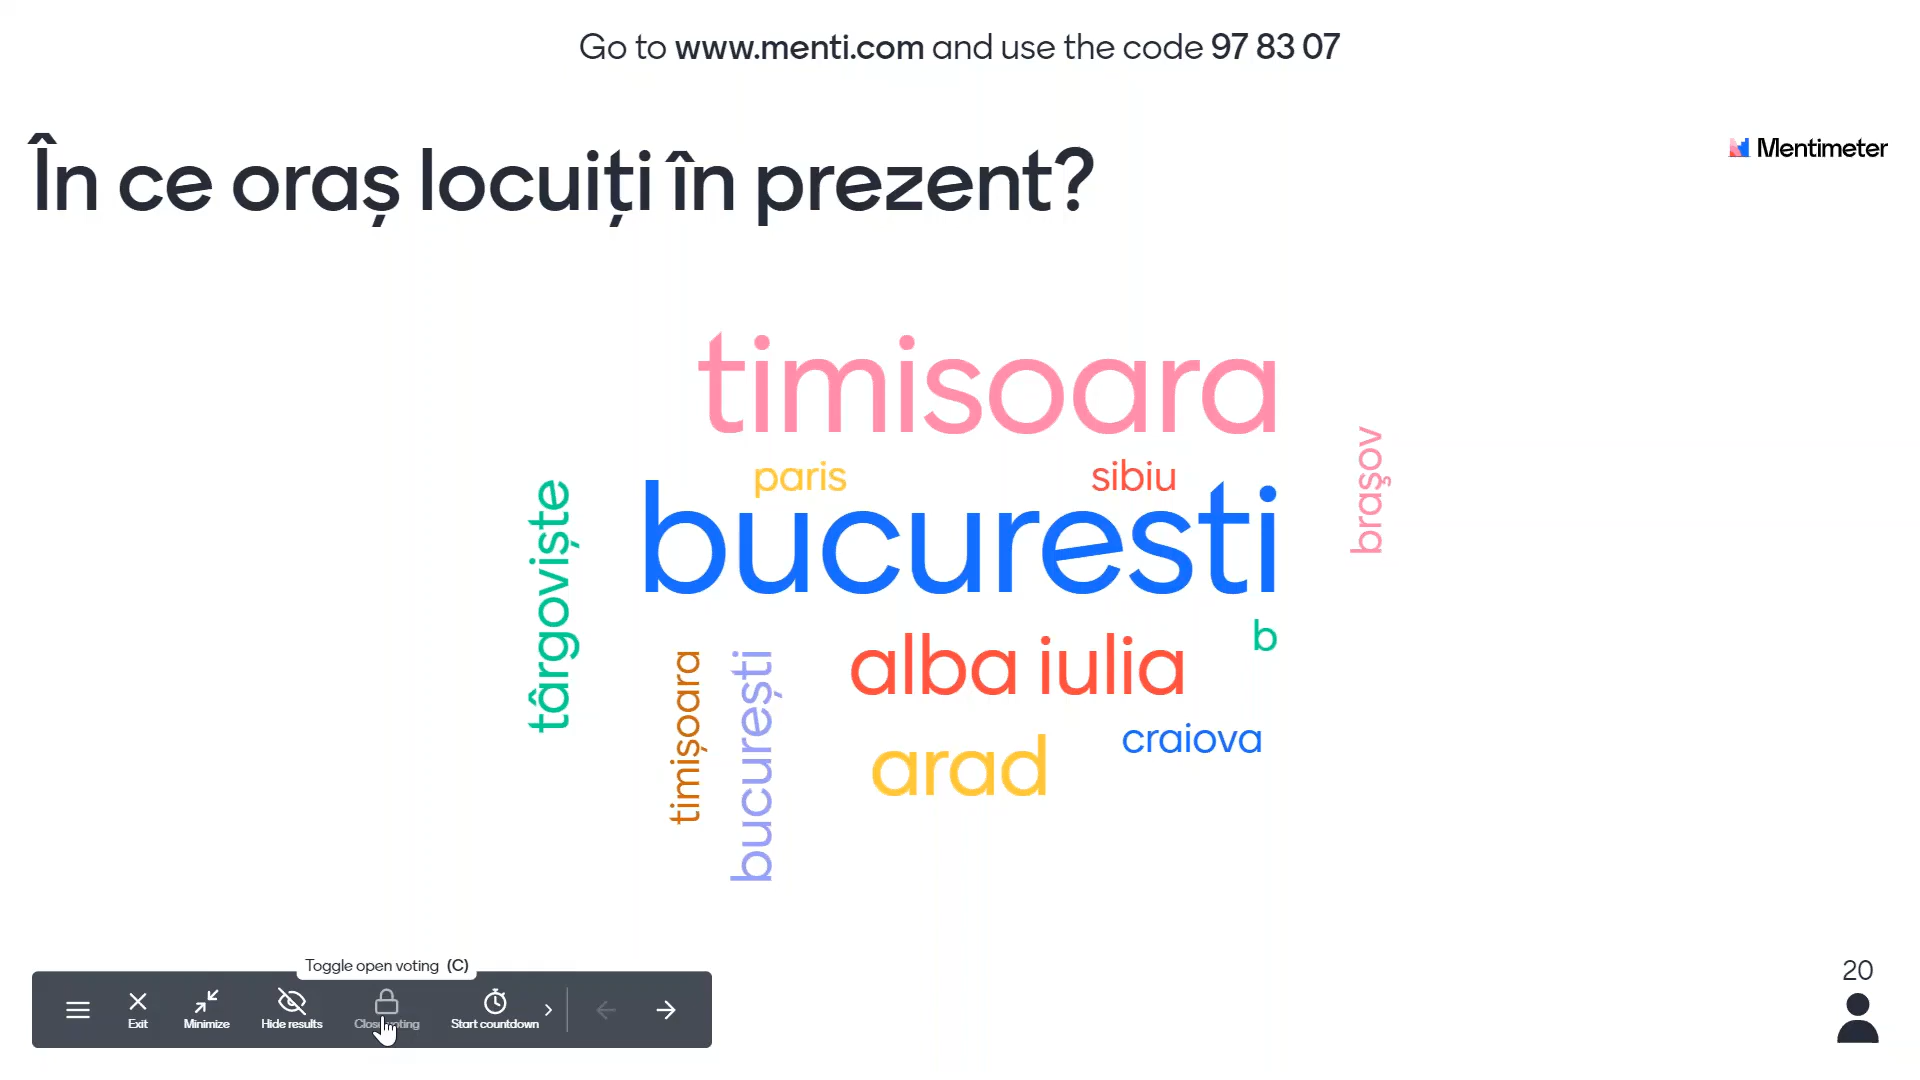 Go to www.menti.com and use the code 97 83 07
Mentimeter
În ce oraș locuiți în prezent?
timisoara
paris
sibiu
brașov
târgoviște
bucuresti
b
alba iulia
timișoara
bucurești
craiova
arad
Toggle open voting (C)
Exit
Minimize
Hide results
Close voting
Start countdown
20